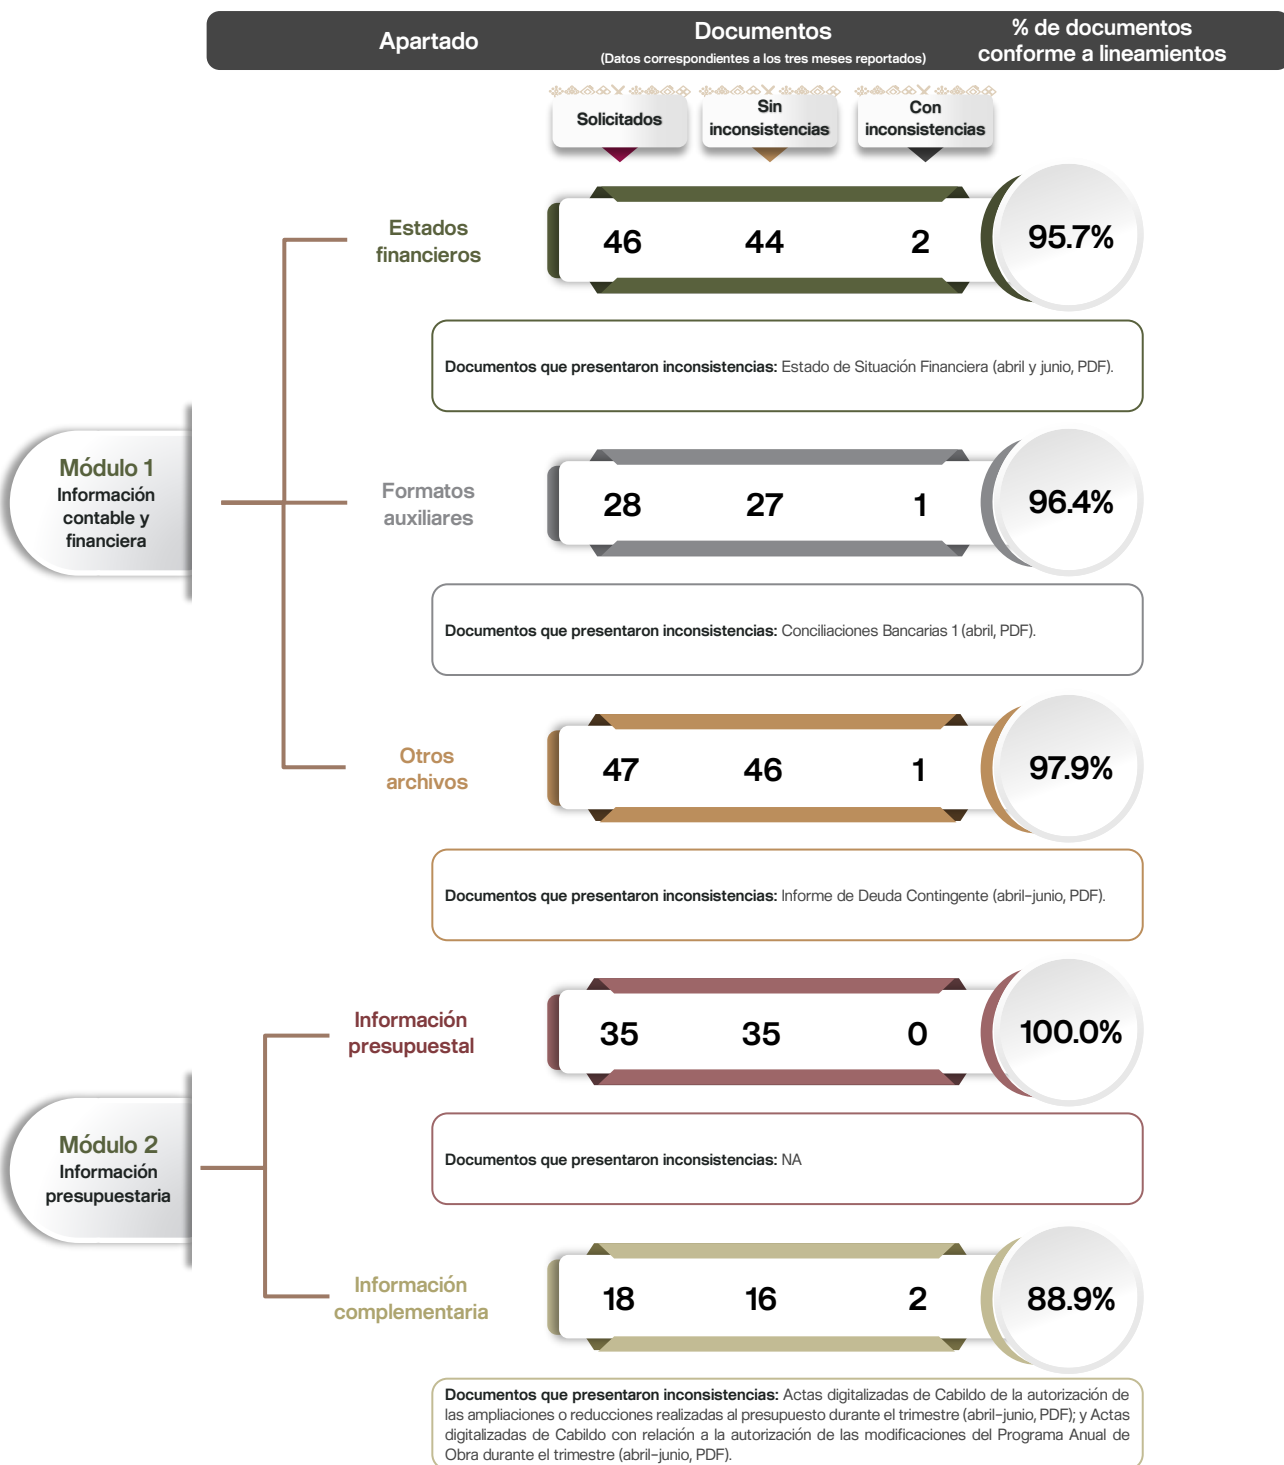 Apartado
Documentos
(Datos correspondientes a los tres meses reportados)
% de documentos
conforme a lineamientos
Solicitados
Sin
inconsistencias
Con
inconsistencias
Módulo 1
Información
contable y
financiera
Estados
financieros
46 44 2 95.7%
Documentos que presentaron inconsistencias: Estado de Situación Financiera (abril y junio, PDF).
Formatos
auxiliares
28 27 1 96.4%
Documentos que presentaron inconsistencias: Conciliaciones Bancarias 1 (abril, PDF).
Otros
archivos
47 46 1 97.9%
Documentos que presentaron inconsistencias: Informe de Deuda Contingente (abril-junio, PDF).
Módulo 2
Información
presupuestaria
Información
presupuestal
35 35 0 100.0%
Documentos que presentaron inconsistencias: NA
Información
complementaria
18 16 2 88.9%
Documentos que presentaron inconsistencias: Actas digitalizadas de Cabildo de la autorización de
las ampliaciones o reducciones realizadas al presupuesto durante el trimestre (abril-junio, PDF); y Actas
digitalizadas de Cabildo con relación a la autorización de las modificaciones del Programa Anual de
Obra durante el trimestre (abril-junio, PDF).